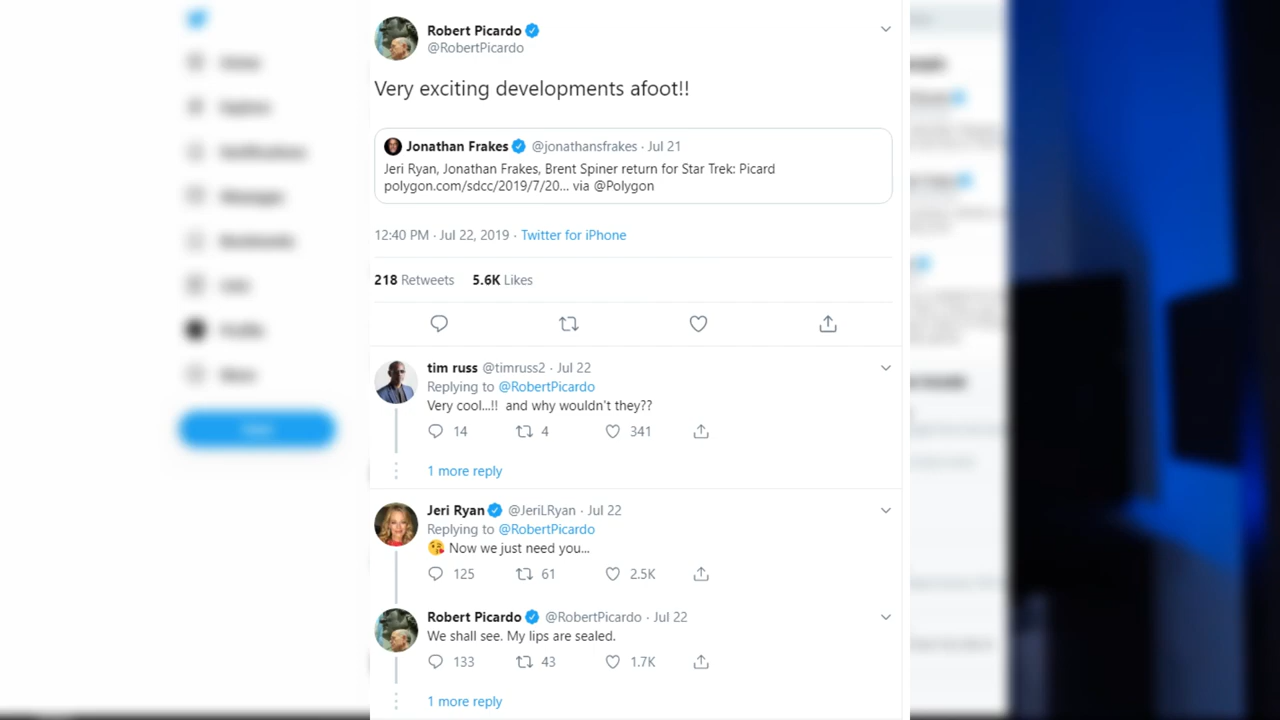 Robert Picardo
@RobertPicardo
Very exciting developments afoot!!
Jonathan Frakes @jonathansfrakes · Jul 21
Jeri Ryan, Jonathan Frakes, Brent Spiner return for Star Trek: Picard
polygon.com/sdcc/2019/7/20... via @Polygon
12:40 PM · Jul 22, 2019 · Twitter for iPhone
218 Retweets 5.6K Likes
tim russ @timruss2 · Jul 22
Replying to @RobertPicardo
Very cool...!! and why wouldn't they??
14 4 341
1 more reply
Jeri Ryan @JeriLRyan · Jul 22
Replying to @RobertPicardo
😘 Now we just need you...
125 61 2.5K
Robert Picardo @RobertPicardo · Jul 22
We shall see. My lips are sealed.
133 43 1.7K
1 more reply